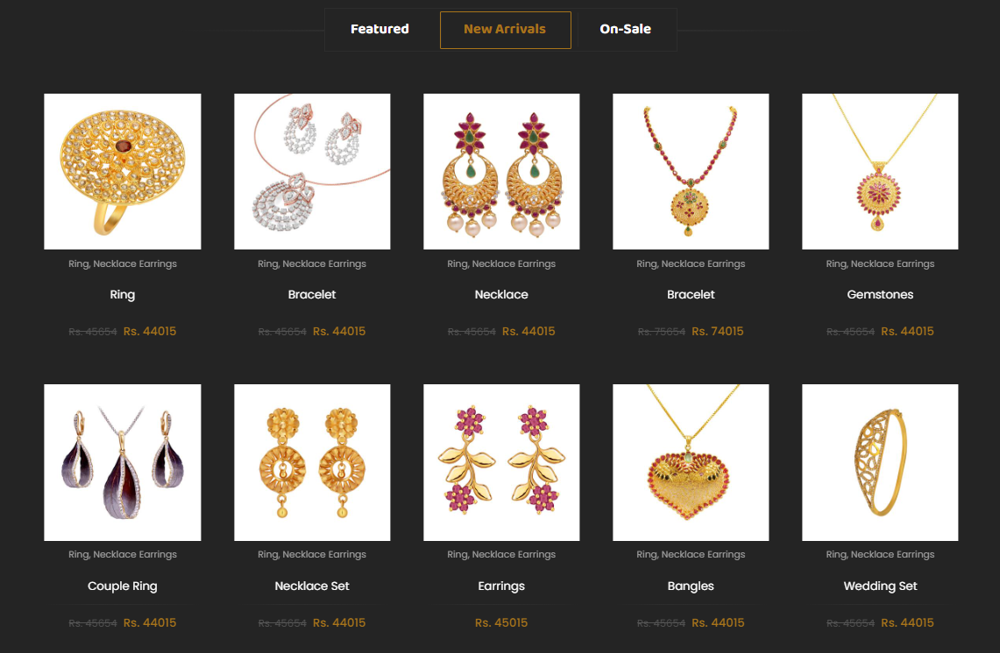 Featured New Arrivals On-Sale
Ring, Necklace Earrings Ring, Necklace Earrings Ring, Necklace Earrings Ring, Necklace Earrings Ring, Necklace Earrings
Ring Bracelet Necklace Bracelet Gemstones
Rs. 45654 Rs. 44015 Rs. 45654 Rs. 44015 Rs. 45654 Rs. 44015 Rs. 75654 Rs. 74015 Rs. 45654 Rs. 44015
Ring, Necklace Earrings Ring, Necklace Earrings Ring, Necklace Earrings Ring, Necklace Earrings Ring, Necklace Earrings
Couple Ring Necklace Set Earrings Bangles Wedding Set
Rs. 45654 Rs. 44015 Rs. 45654 Rs. 44015 Rs. 45015 Rs. 45654 Rs. 44015 Rs. 45654 Rs. 44015